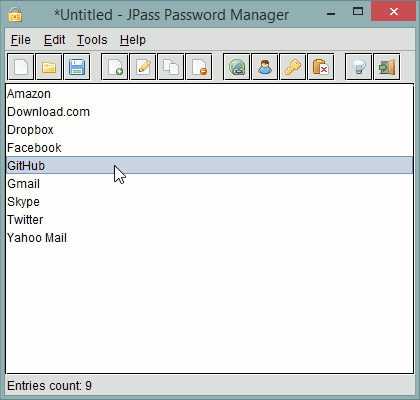 *Untitled - JPass Password Manager
File Edit Tools Help
Amazon
Download.com
Dropbox
Facebook
GitHub
Gmail
Skype
Twitter
Yahoo Mail
Entries count: 9